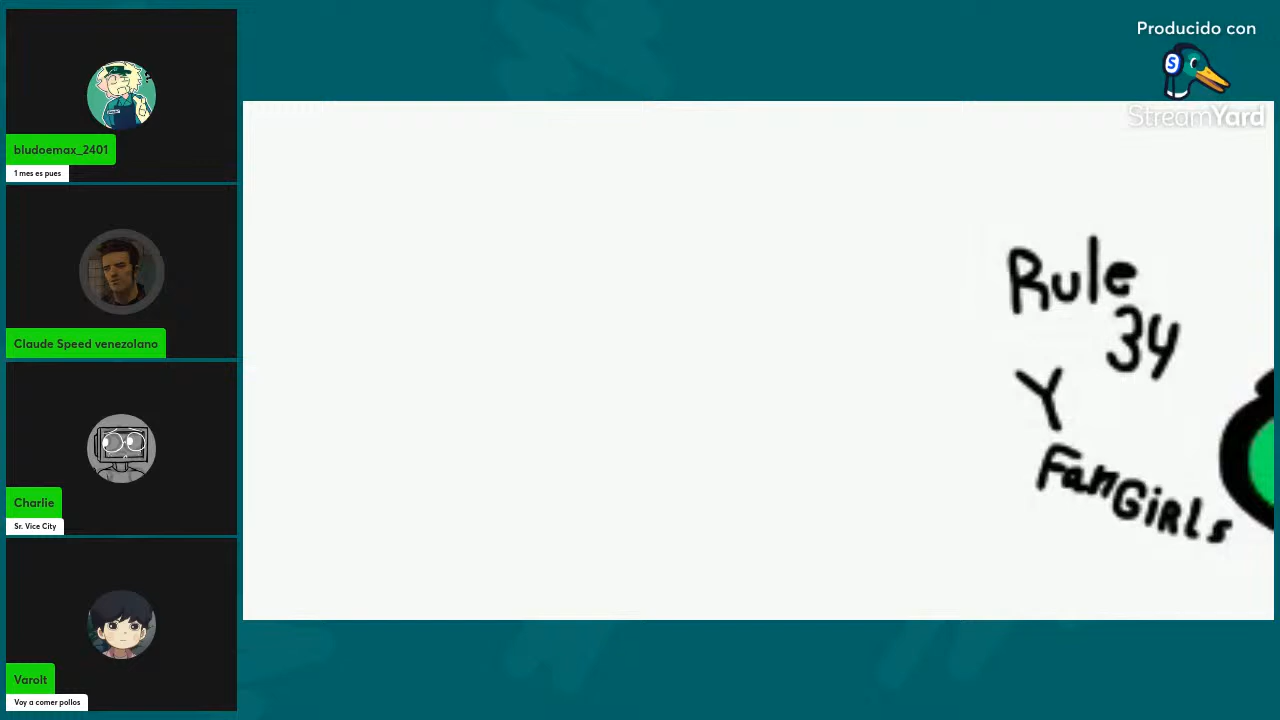 Producido con
StreamYard
bludoemax_2401
1 mes es pues
Claude Speed venezolano
Charlie
Sr. Vice City
Varolt
Voy a comer pollos
Rule
34
Y
FanGiRLs